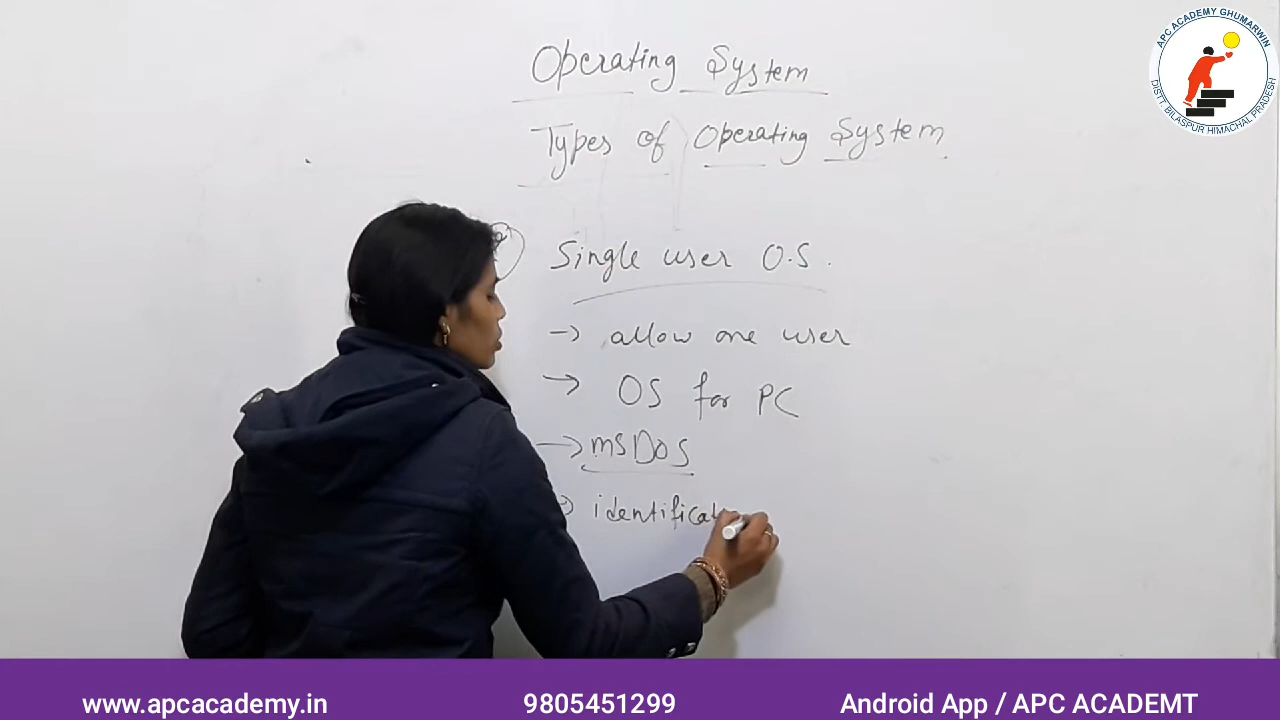 Operating System
Types of Operating System
Single user O.S.
→ allow one user
→ OS for PC
→ MSDOS
→ identificat
APC ACADEMY GHUMARWIN
DISTT. BILASPUR HIMACHAL PRADESH
www.apcacademy.in
9805451299
Android App / APC ACADEMT